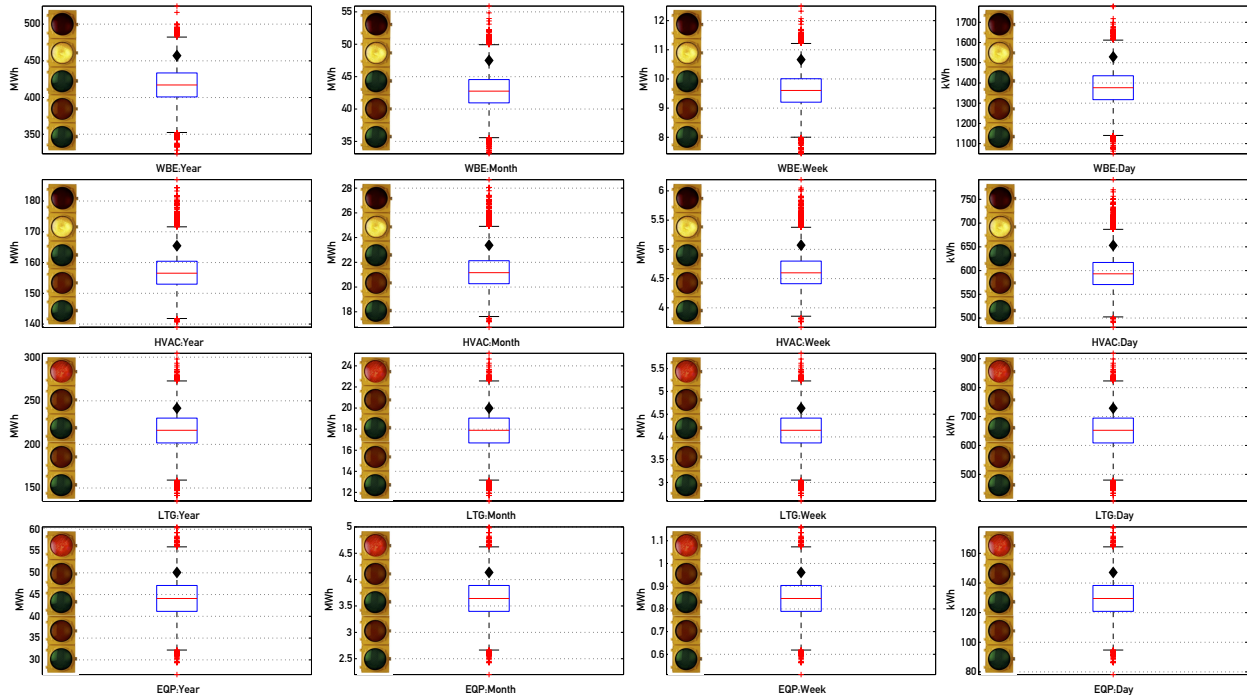 500
450
400
350
MWh
WBE:Year
55
50
45
40
35
MWh
WBE:Month
12
11
10
9
8
MWh
WBE:Week
1700
1600
1500
1400
1300
1200
1100
kWh
WBE:Day
180
170
160
150
140
MWh
HVAC:Year
28
26
24
22
20
18
MWh
HVAC:Month
6
5.5
5
4.5
4
MWh
HVAC:Week
750
700
650
600
550
500
kWh
HVAC:Day
300
250
200
150
MWh
LTG:Year
24
22
20
18
16
14
12
MWh
LTG:Month
5.5
5
4.5
4
3.5
3
MWh
LTG:Week
900
800
700
600
500
kWh
LTG:Day
60
55
50
45
40
35
30
MWh
EQP:Year
5
4.5
4
3.5
3
2.5
MWh
EQP:Month
1.1
1
0.9
0.8
0.7
0.6
MWh
EQP:Week
160
140
120
100
80
kWh
EQP:Day